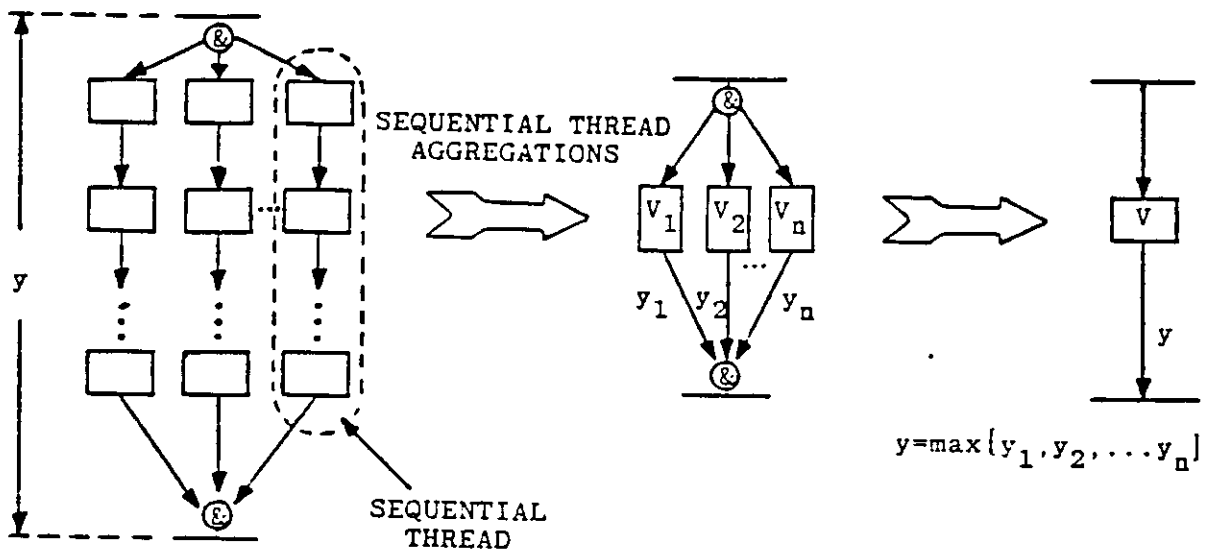 &
y
...
&
SEQUENTIAL THREAD
AGGREGATIONS
SEQUENTIAL
THREAD
&
V1
V2
Vn
...
y1
y2
yn
&
V
y
y=max{y1,y2,...yn}